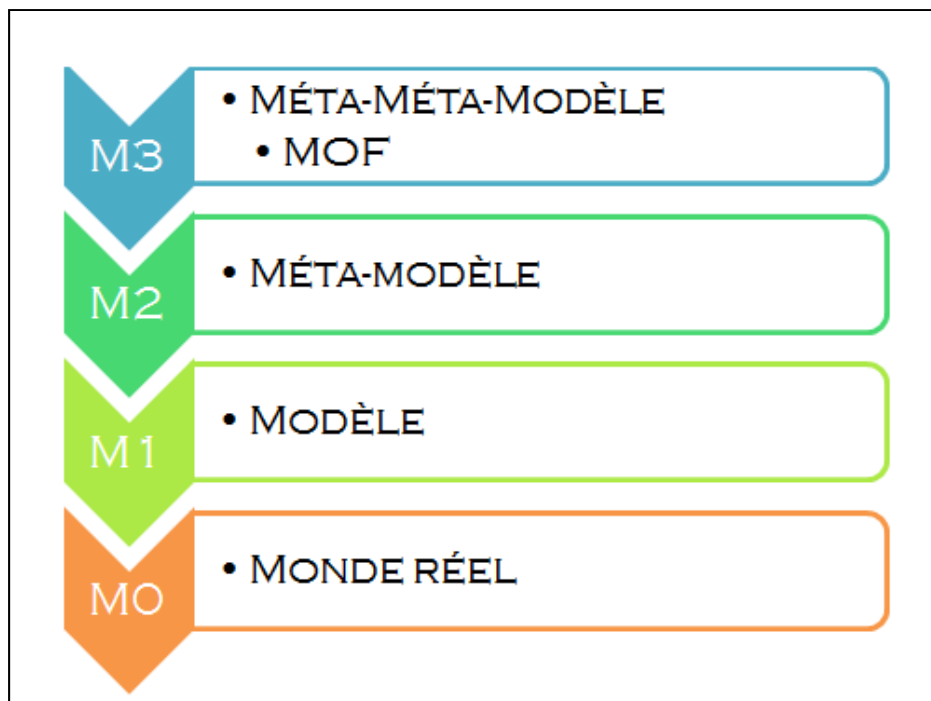 M3
• Méta-Méta-Modèle
• MOF
M2
• Méta-modèle
M1
• Modèle
M0
• Monde réel